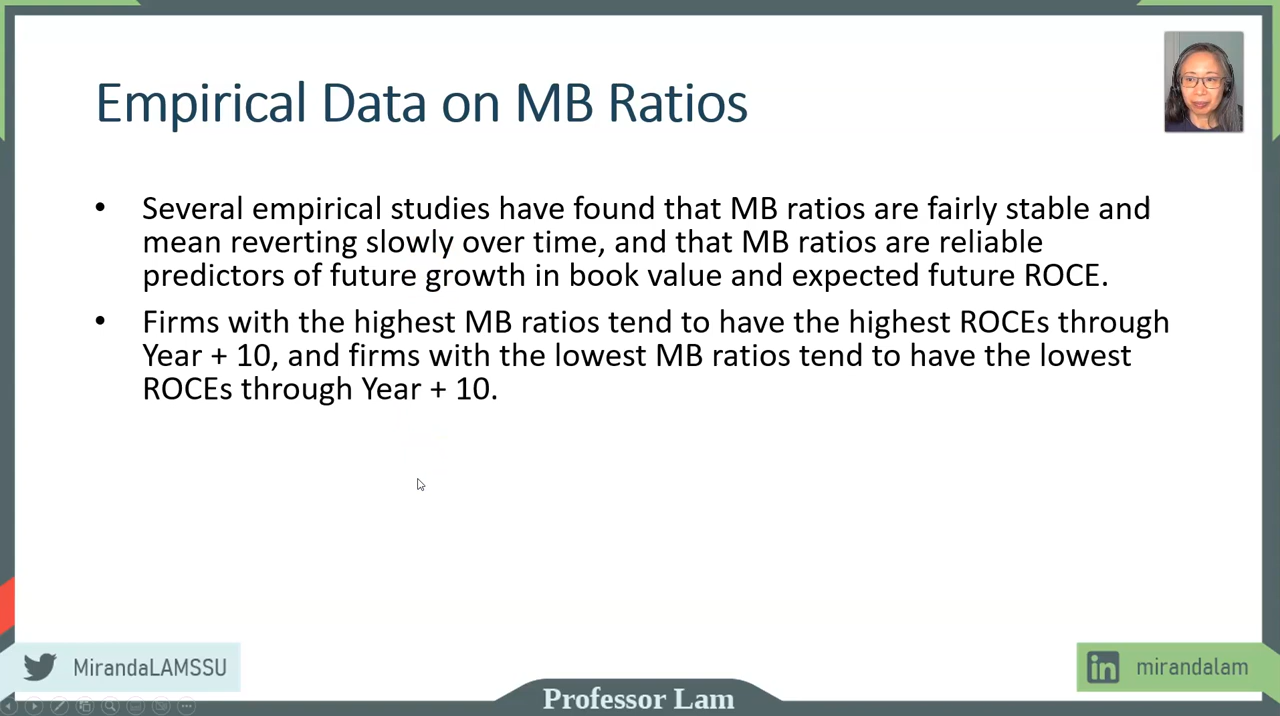 Empirical Data on MB Ratios
• Several empirical studies have found that MB ratios are fairly stable and
mean reverting slowly over time, and that MB ratios are reliable
predictors of future growth in book value and expected future ROCE.
• Firms with the highest MB ratios tend to have the highest ROCEs through
Year + 10, and firms with the lowest MB ratios tend to have the lowest
ROCEs through Year + 10.
MirandaLAMSSU
in mirandalam
Professor Lam